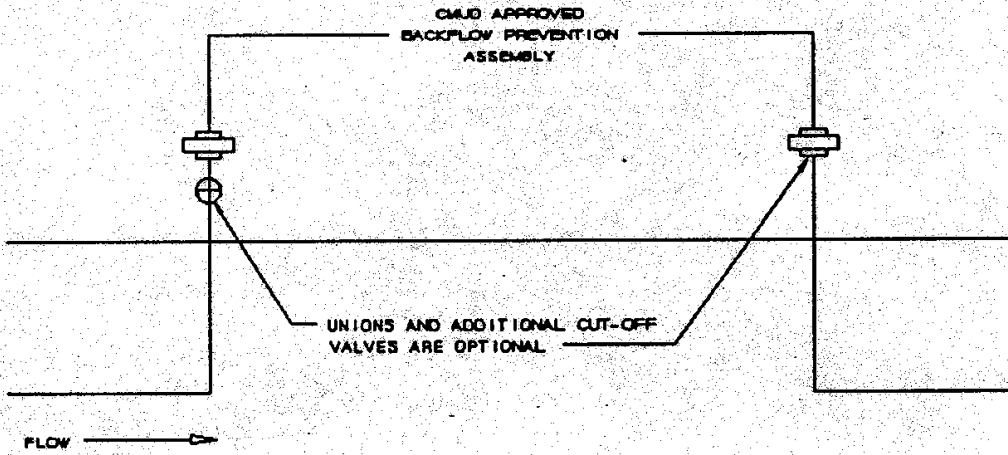 CMUD APPROVED
BACKFLOW PREVENTION
ASSEMBLY
UNIONS AND ADDITIONAL CUT-OFF
VALVES ARE OPTIONAL
FLOW